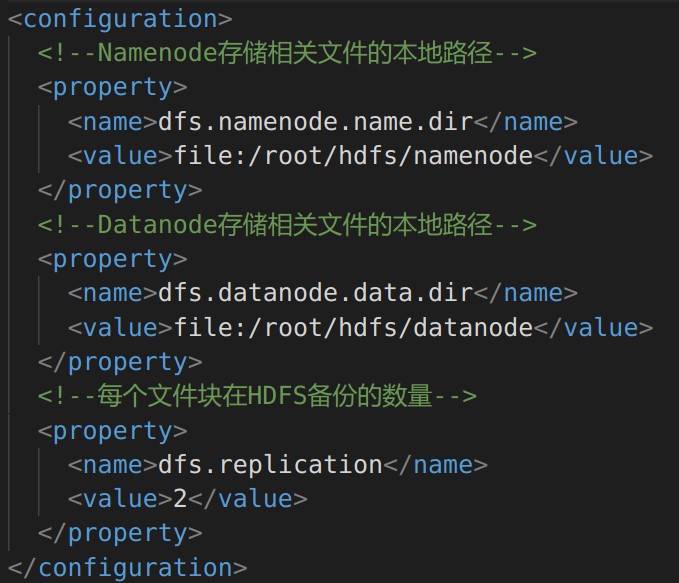 <configuration>
<!--Namenode存储相关文件的本地路径-->
<property>
<name>dfs.namenode.name.dir</name>
<value>file:/root/hdfs/namenode</value>
</property>
<!--Datanode存储相关文件的本地路径-->
<property>
<name>dfs.datanode.data.dir</name>
<value>file:/root/hdfs/datanode</value>
</property>
<!--每个文件块在HDFS备份的数量-->
<property>
<name>dfs.replication</name>
<value>2</value>
</property>
</configuration>